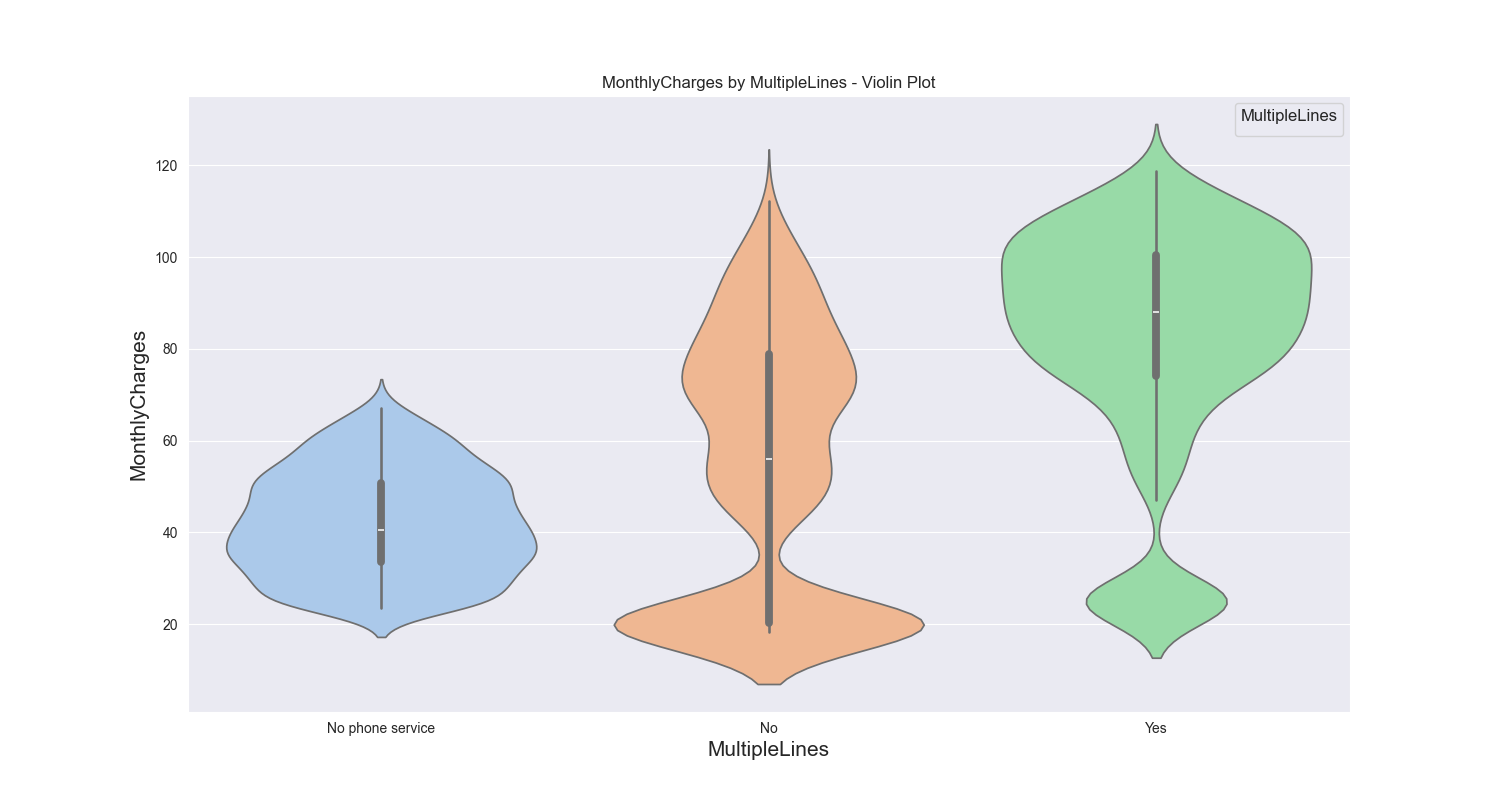 MonthlyCharges by MultipleLines - Violin Plot
MultipleLines
120
100
80
60
40
20
MonthlyCharges
No phone service
No
Yes
MultipleLines